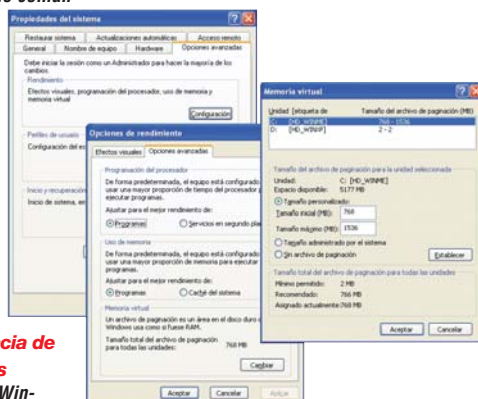 Propiedades del sistema
Restaurar sistema Actualizaciones automáticas Acceso remoto
General Nombre de equipo Hardware Opciones avanzadas
Debe iniciar la sesión como un Administrador para hacer la mayoría de los
cambios.
Rendimiento
Efectos visuales, programación del procesador, uso de memoria y
memoria virtual
Configuración
Perfiles de usuario
Configuración del es
Inicio y recuperación
Inicio de sistema, er
Opciones de rendimiento
Efectos visuales Opciones avanzadas
Programación del procesador
De forma predeterminada, el equipo está configurado
usar una mayor proporción de tiempo del procesador
ejecutar programas.
Ajustar para el mejor rendimiento de:
Programas Servicios en segundo pla
Uso de memoria
De forma predeterminada, el equipo está configurado
usar una mayor proporción de memoria para ejecutar
programas.
Ajustar para el mejor rendimiento de:
Programas Caché del sistema
Memoria virtual
Un archivo de paginación es un área en el disco duro
Windows usa como si fuese RAM.
Tamaño total del archivo de paginación 768 MB
para todas las unidades:
Cambiar
Aceptar Cancelar Aplicar
Memoria virtual
Unidad [etiqueta de Tamaño del archivo de paginación (MB)
C: [HD_WINME] 768 - 1536
D: [HD_WINXP] 2 - 2
Tamaño del archivo de paginación para la unidad seleccionada
Unidad: C: [HD_WINME]
Espacio disponible: 5177 MB
Tamaño personalizado:
Tamaño inicial (MB): 768
Tamaño máximo (MB): 1536
Tamaño administrado por el sistema
Sin archivo de paginación Establecer
Tamaño total del archivo de paginación para todas las unidades
Mínimo permitido: 2 MB
Recomendado: 766 MB
Asignado actualmente: 768 MB
Aceptar Cancelar
cia de
s
Win-